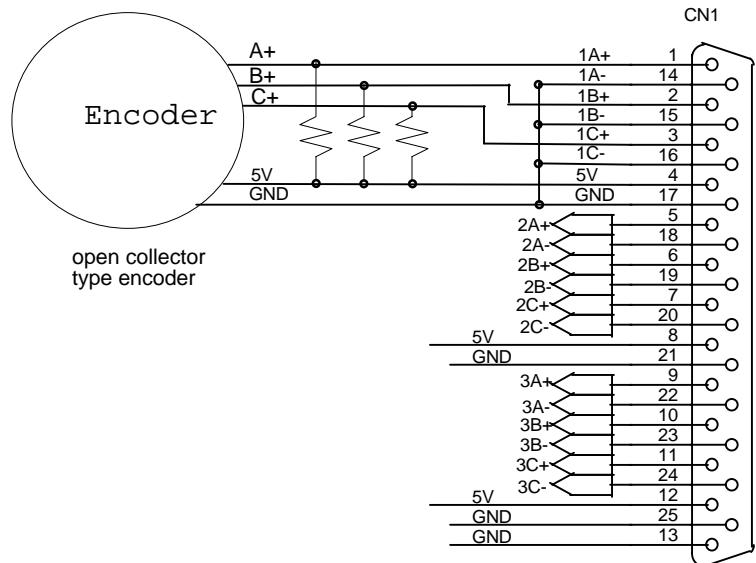 CN1
A+ 1A+ 1
1A- 14
B+ 1B+ 2
1B- 15
C+ 1C+ 3
Encoder
1C- 16
5V 5V 4
GND GND 17
2A+ 5
2A- 18
open collector
type encoder
2B+ 6
2B- 19
2C+ 7
2C- 20
5V 8
GND 21
3A+ 9
3A- 22
3B+ 10
3B- 23
3C+ 11
3C- 24
5V 12
GND 25
GND 13